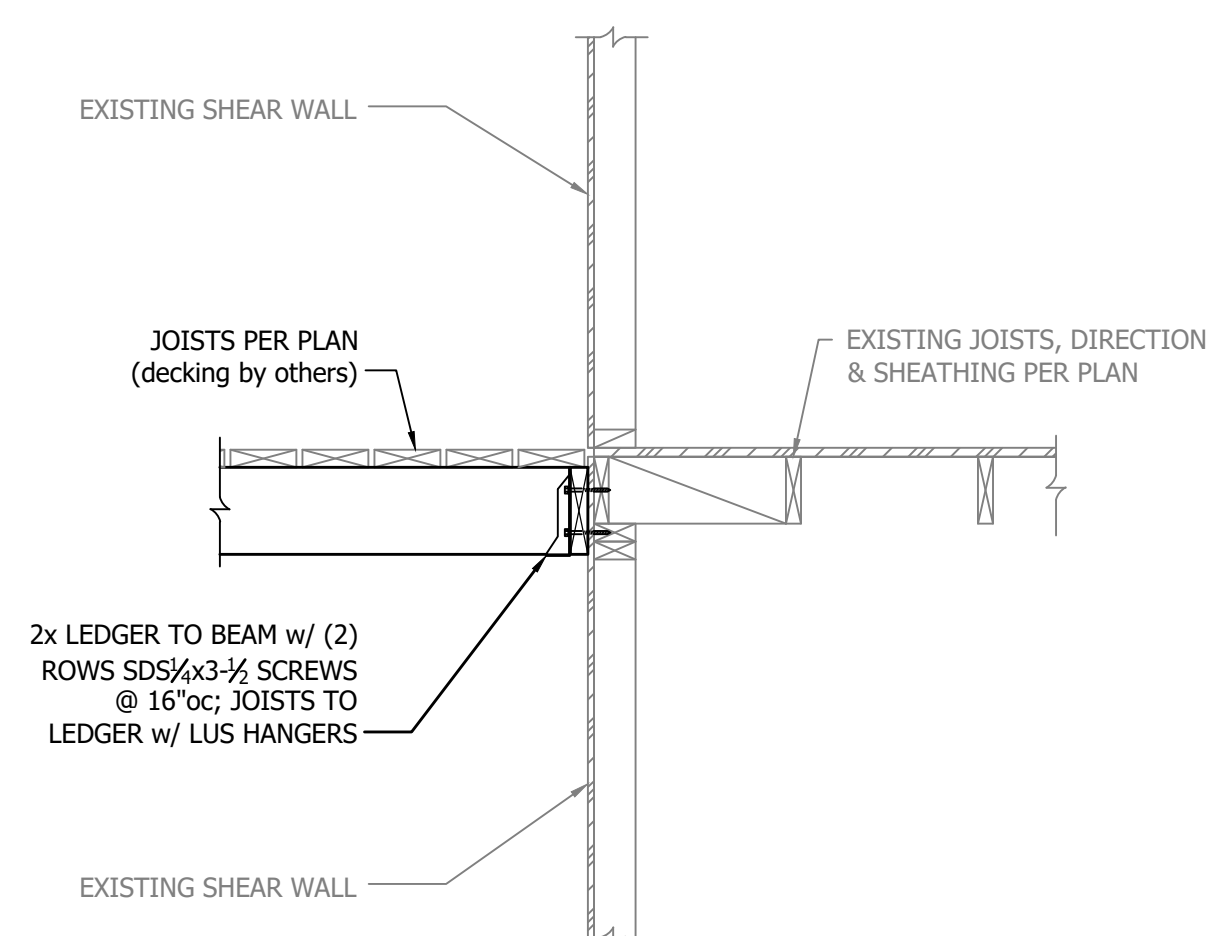 EXISTING SHEAR WALL
JOISTS PER PLAN
(decking by others)
EXISTING JOISTS, DIRECTION
& SHEATHING PER PLAN
2x LEDGER TO BEAM w/ (2)
ROWS SDS¼x3-½ SCREWS
@ 16"oc; JOISTS TO
LEDGER w/ LUS HANGERS
EXISTING SHEAR WALL